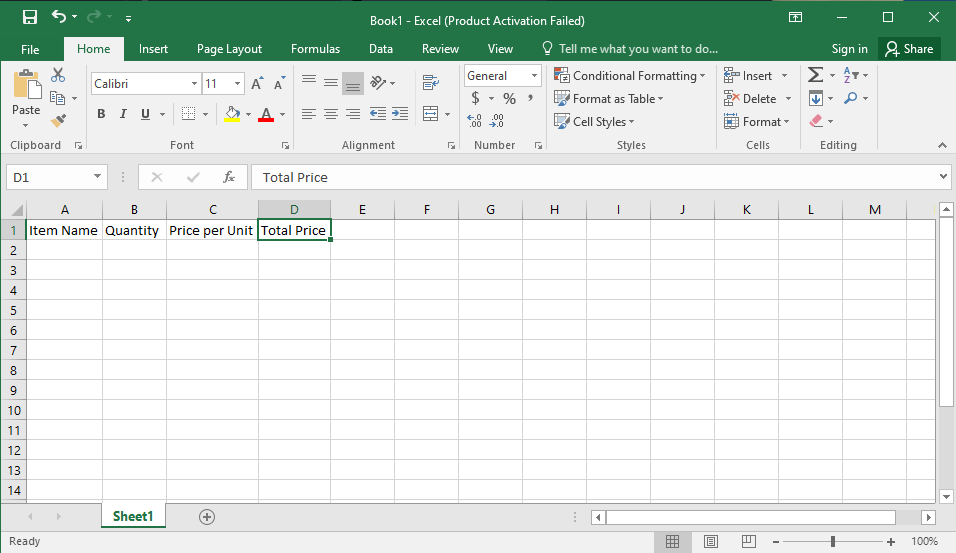 Book1 - Excel (Product Activation Failed)
File Home Insert Page Layout Formulas Data Review View Tell me what you want to do... Sign in Share
Paste
Calibri 11 A A
B I U A
General
$ % ,
.0 .00
.00 .0
Conditional Formatting
Format as Table
Cell Styles
Insert
Delete
Format
Σ A Z
Clipboard Font Alignment Number Styles Cells Editing
D1 fx Total Price
A B C D E F G H I J K L M
1 Item Name Quantity Price per Unit Total Price
2
3
4
5
6
7
8
9
10
11
12
13
14
Sheet1
Ready 100%